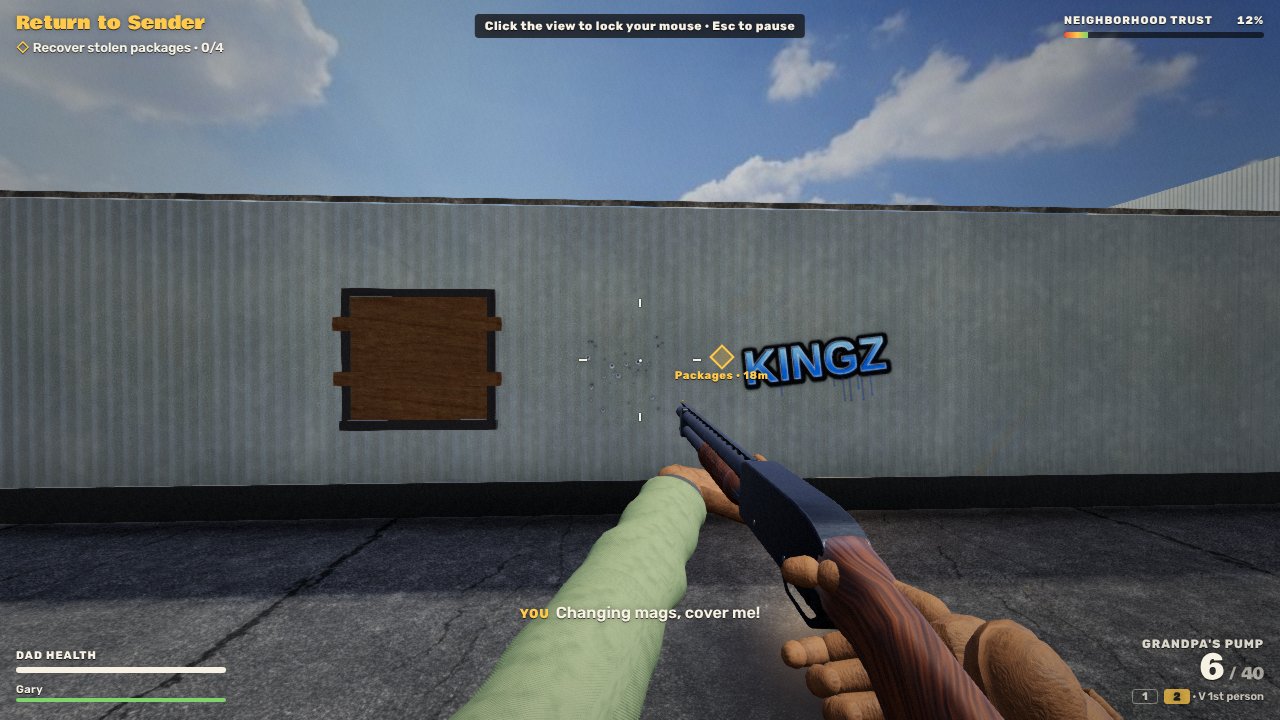 Return to Sender
Recover stolen packages · 0/4
Click the view to lock your mouse · Esc to pause
NEIGHBORHOOD TRUST 12%
KINGZ
Packages · 18m
YOU Changing mags, cover me!
DAD HEALTH
Gary
GRANDPA'S PUMP
6 / 40
1 2 · V 1st person